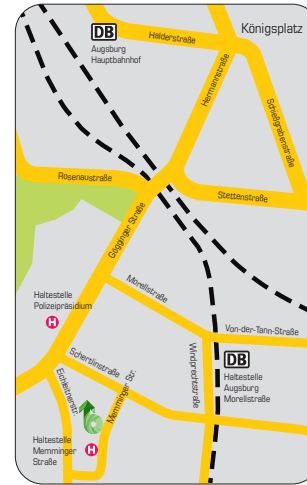 Königsplatz
DB
Augsburg
Hauptbahnhof
Halderstraße
Hermannstraße
Schießgrabenstraße
Rosenaustraße
Stettenstraße
Gögginger Straße
Morellstraße
Haltestelle
Polizeipräsidium
H
Von-der-Tann-Straße
Schertlinstraße
Windprechtstraße
DB
Haltestelle
Augsburg
Morellstraße
Eichleitnerstr.
Memminger Str.
Haltestelle
Memminger
Straße
H